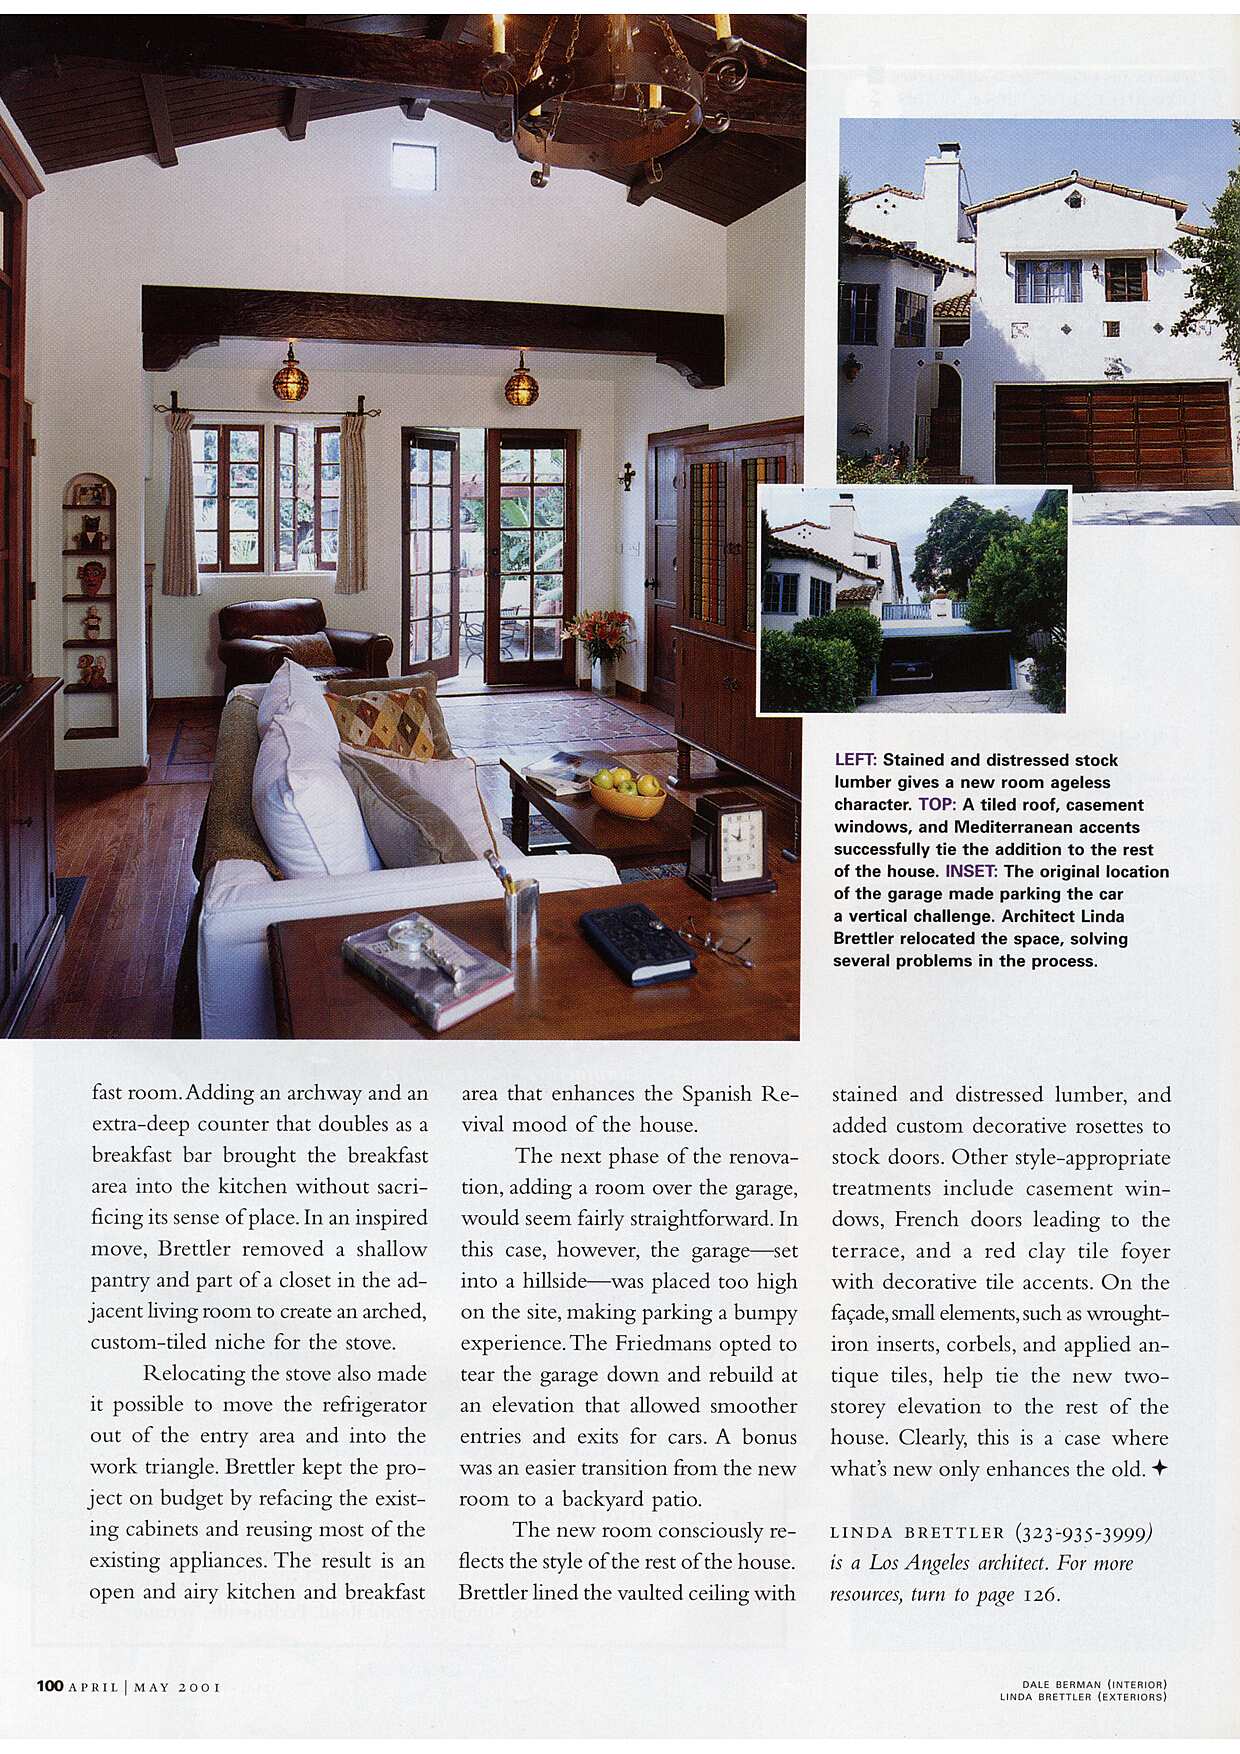 LEFT: Stained and distressed stock
lumber gives a new room ageless
character. TOP: A tiled roof, casement
windows, and Mediterranean accents
successfully tie the addition to the rest
of the house. INSET: The original location
of the garage made parking the car
a vertical challenge. Architect Linda
Brettler relocated the space, solving
several problems in the process.
fast room. Adding an archway and an
extra-deep counter that doubles as a
breakfast bar brought the breakfast
area into the kitchen without sacri-
ficing its sense of place. In an inspired
move, Brettler removed a shallow
pantry and part of a closet in the ad-
jacent living room to create an arched,
custom-tiled niche for the stove.
Relocating the stove also made
it possible to move the refrigerator
out of the entry area and into the
work triangle. Brettler kept the pro-
ject on budget by refacing the exist-
ing cabinets and reusing most of the
existing appliances. The result is an
open and airy kitchen and breakfast
area that enhances the Spanish Re-
vival mood of the house.
The next phase of the renova-
tion, adding a room over the garage,
would seem fairly straightforward. In
this case, however, the garage—set
into a hillside—was placed too high
on the site, making parking a bumpy
experience. The Friedmans opted to
tear the garage down and rebuild at
an elevation that allowed smoother
entries and exits for cars. A bonus
was an easier transition from the new
room to a backyard patio.
The new room consciously re-
flects the style of the rest of the house.
Brettler lined the vaulted ceiling with
stained and distressed lumber, and
added custom decorative rosettes to
stock doors. Other style-appropriate
treatments include casement win-
dows, French doors leading to the
terrace, and a red clay tile foyer
with decorative tile accents. On the
façade, small elements, such as wrought-
iron inserts, corbels, and applied an-
tique tiles, help tie the new two-
storey elevation to the rest of the
house. Clearly, this is a case where
what's new only enhances the old. ✦
LINDA BRETTLER (323-935-3999)
is a Los Angeles architect. For more
resources, turn to page 126.
100 APRIL | MAY 2001
DALE BERMAN (INTERIOR)
LINDA BRETTLER (EXTERIORS)